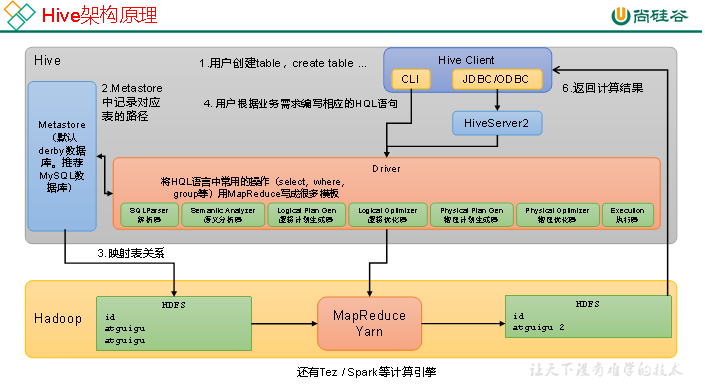 Hive架构原理
尚硅谷
Hive
1.用户创建table，create table ...
Hive Client
CLI
JDBC/ODBC
2.Metastore
中记录对应
表的路径
4. 用户根据业务需求编写相应的HQL语句
6.返回计算结果
HiveServer2
Metastore
（默认
derby数据
库。推荐
MySQL数
据库）
Driver
将HQL语言中常用的操作（select, where,
group等）用MapReduce写成很多模板
SQLParser
解析器
Semantic Analyzer
语义分析器
Logical Plan Gen
逻辑计划生成器
Logical Optimizer
逻辑优化器
Physical Plan Gen
物理计划生成器
Physical Optimizer
物理优化器
Execution
执行器
3.映射表关系
Hadoop
HDFS
id
atguigu
atguigu
MapReduce
Yarn
HDFS
id
atguigu 2
还有Tez / Spark等计算引擎
让天下没有难学的技术